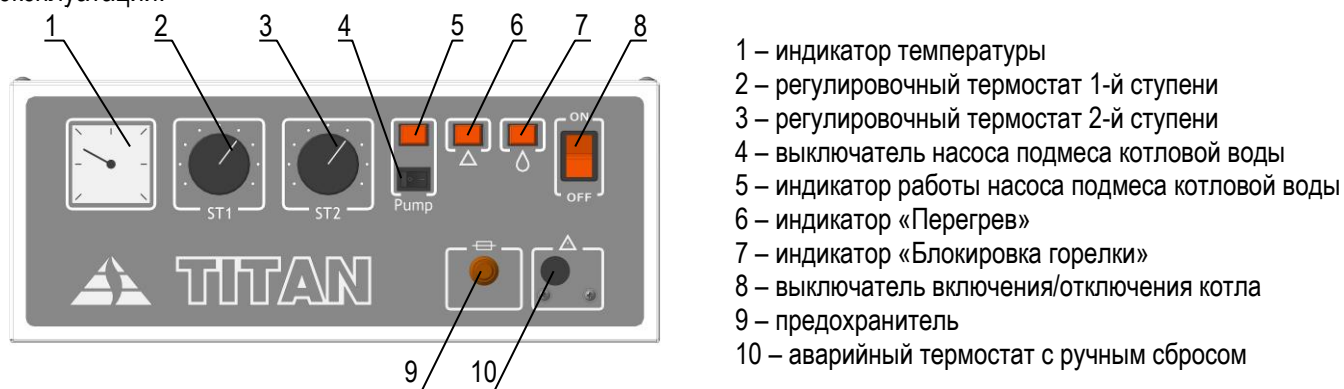 эксплуатации.
1 2 3 4 5 6 7 8
1 – индикатор температуры
2 – регулировочный термостат 1-й ступени
3 – регулировочный термостат 2-й ступени
4 – выключатель насоса подмеса котловой воды
5 – индикатор работы насоса подмеса котловой воды
6 – индикатор «Перегрев»
7 – индикатор «Блокировка горелки»
8 – выключатель включения/отключения котла
9 – предохранитель
10 – аварийный термостат с ручным сбросом
ON
OFF
ST1
ST2
Pump
TITAN
9 10